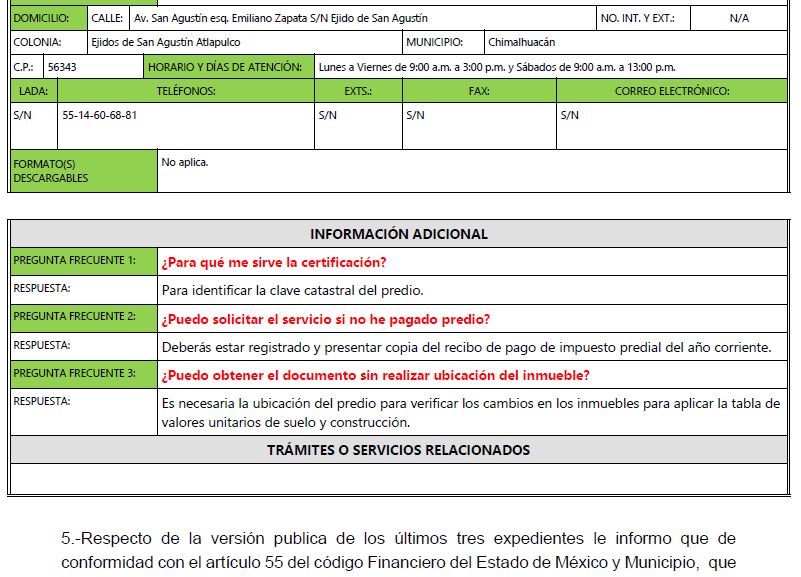 DOMICILIO: CALLE: Av. San Agustín esq. Emiliano Zapata S/N Ejido de San Agustín NO. INT. Y EXT.: N/A
COLONIA: Ejidos de San Agustín Atlapulco MUNICIPIO: Chimalhuacán
C.P.: 56343 HORARIO Y DÍAS DE ATENCIÓN: Lunes a Viernes de 9:00 a.m. a 3:00 p.m. y Sábados de 9:00 a.m. a 13:00 p.m.
LADA: TELÉFONOS: EXTS.: FAX: CORREO ELECTRÓNICO:
S/N 55-14-60-68-81 S/N S/N S/N
FORMATO(S) No aplica.
DESCARGABLES
INFORMACIÓN ADICIONAL
PREGUNTA FRECUENTE 1: ¿Para qué me sirve la certificación?
RESPUESTA: Para identificar la clave catastral del predio.
PREGUNTA FRECUENTE 2: ¿Puedo solicitar el servicio si no he pagado predio?
RESPUESTA: Deberás estar registrado y presentar copia del recibo de pago de impuesto predial del año corriente.
PREGUNTA FRECUENTE 3: ¿Puedo obtener el documento sin realizar ubicación del inmueble?
RESPUESTA: Es necesaria la ubicación del predio para verificar los cambios en los inmuebles para aplicar la tabla de
valores unitarios de suelo y construcción.
TRÁMITES O SERVICIOS RELACIONADOS
5.-Respecto de la versión publica de los últimos tres expedientes le informo que de
conformidad con el artículo 55 del código Financiero del Estado de México y Municipio, que